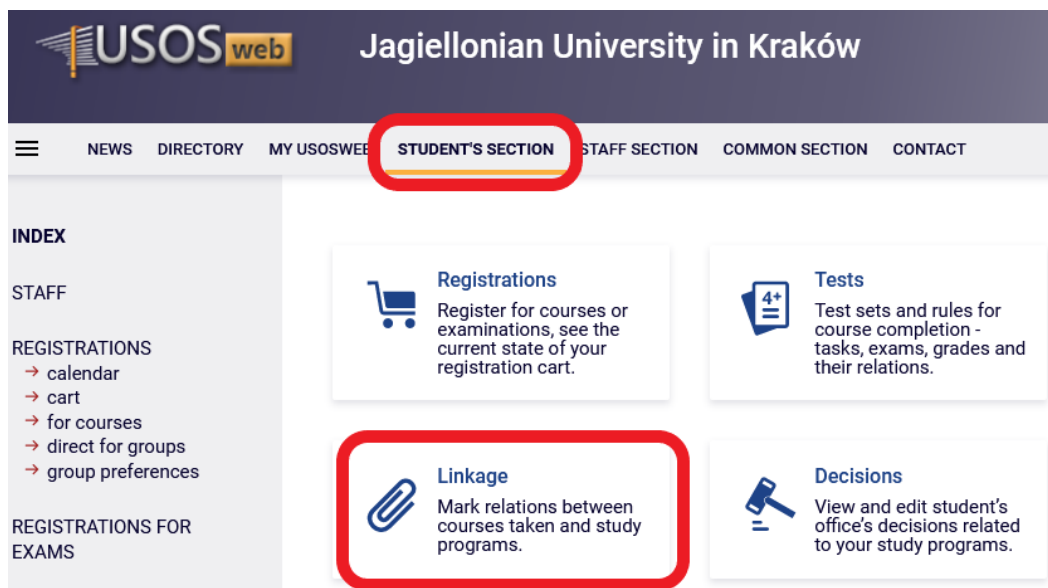 USOS web
Jagiellonian University in Kraków
NEWS DIRECTORY MY USOSWEB STUDENT'S SECTION STAFF SECTION COMMON SECTION CONTACT
INDEX
STAFF
REGISTRATIONS
→ calendar
→ cart
→ for courses
→ direct for groups
→ group preferences
REGISTRATIONS FOR
EXAMS
Registrations
Register for courses or
examinations, see the
current state of your
registration cart.
4+
Tests
Test sets and rules for
course completion -
tasks, exams, grades and
their relations.
Linkage
Mark relations between
courses taken and study
programs.
Decisions
View and edit student's
office's decisions related
to your study programs.